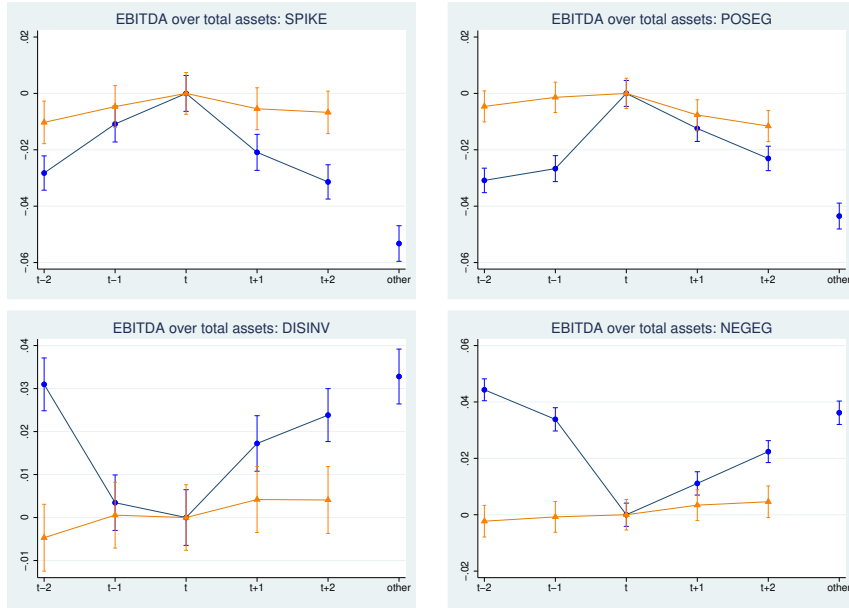 EBITDA over total assets: SPIKE
.02
0
−.02
−.04
−.06
t−2 t−1 t t+1 t+2 other
EBITDA over total assets: POSEG
.02
0
−.02
−.04
−.06
t−2 t−1 t t+1 t+2 other
EBITDA over total assets: DISINV
.04
.03
.02
.01
0
−.01
t−2 t−1 t t+1 t+2 other
EBITDA over total assets: NEGEG
.06
.04
.02
0
−.02
t−2 t−1 t t+1 t+2 other